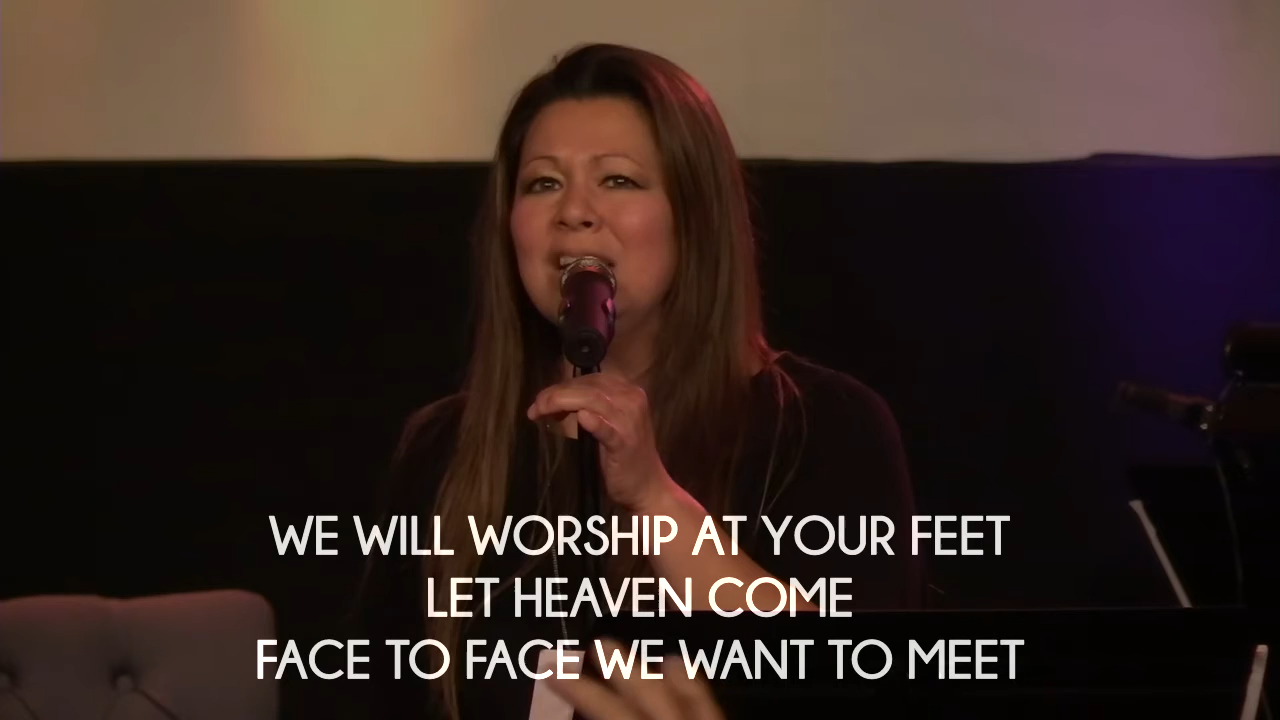 WE WILL WORSHIP AT YOUR FEET
LET HEAVEN COME
FACE TO FACE WE WANT TO MEET